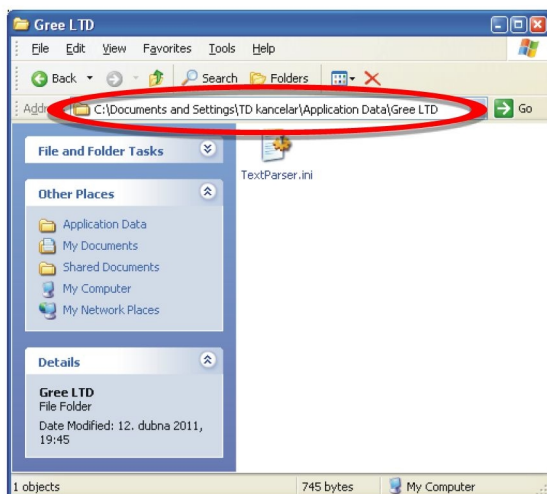 Gree LTD
File Edit View Favorites Tools Help
Back Search Folders
C:\Documents and Settings\TD kancelar\Application Data\Gree LTD Go
File and Folder Tasks
TextParser.ini
Other Places
Application Data
My Documents
Shared Documents
My Computer
My Network Places
Details
Gree LTD
File Folder
Date Modified: 12. dubna 2011,
19:45
1 objects 745 bytes My Computer